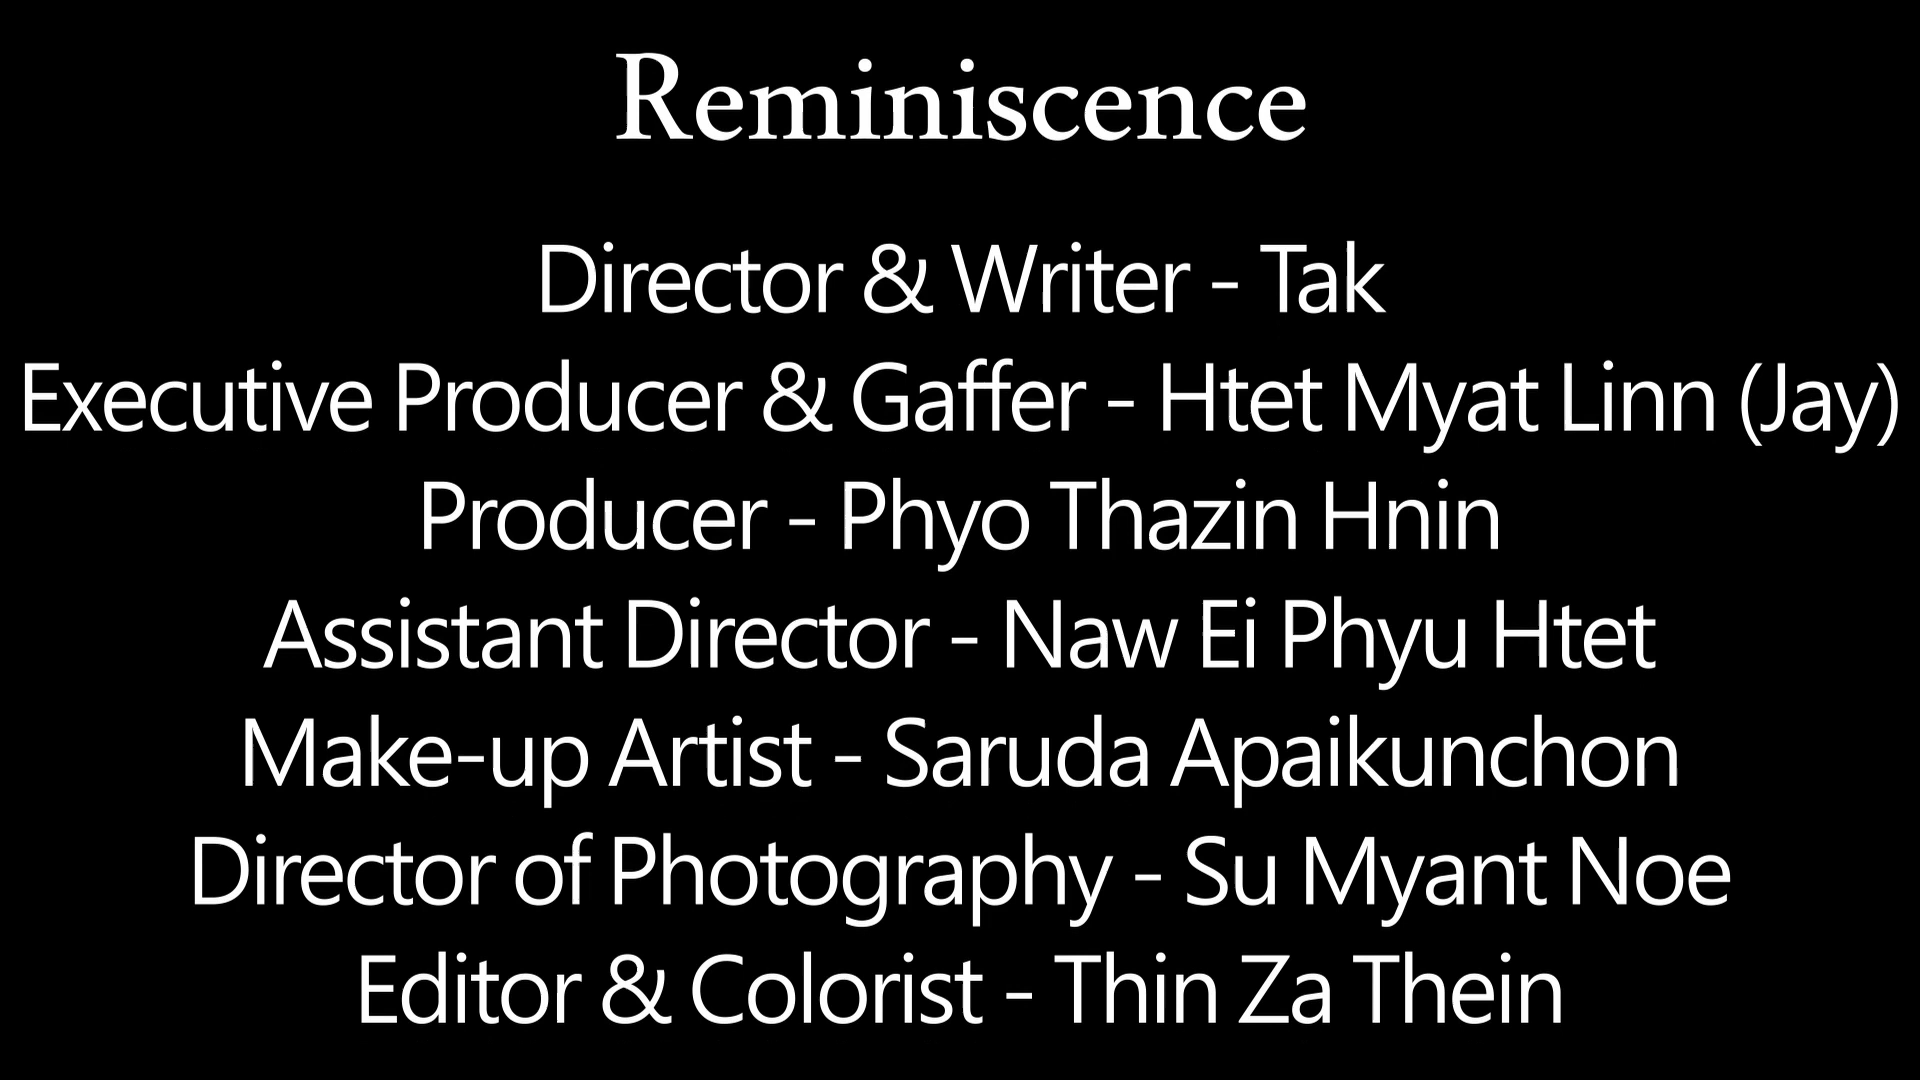 Reminiscence
Director & Writer - Tak
Executive Producer & Gaffer - Htet Myat Linn (Jay)
Producer - Phyo Thazin Hnin
Assistant Director - Naw Ei Phyu Htet
Make-up Artist - Saruda Apaikunchon
Director of Photography - Su Myant Noe
Editor & Colorist - Thin Za Thein